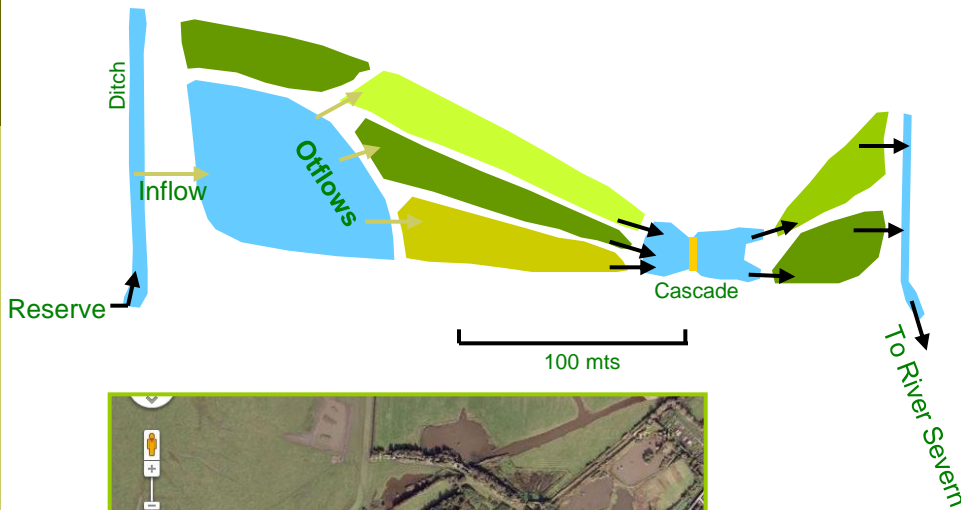 Ditch
Inflow
Otflows
Reserve
Cascade
100 mts
To River Severn